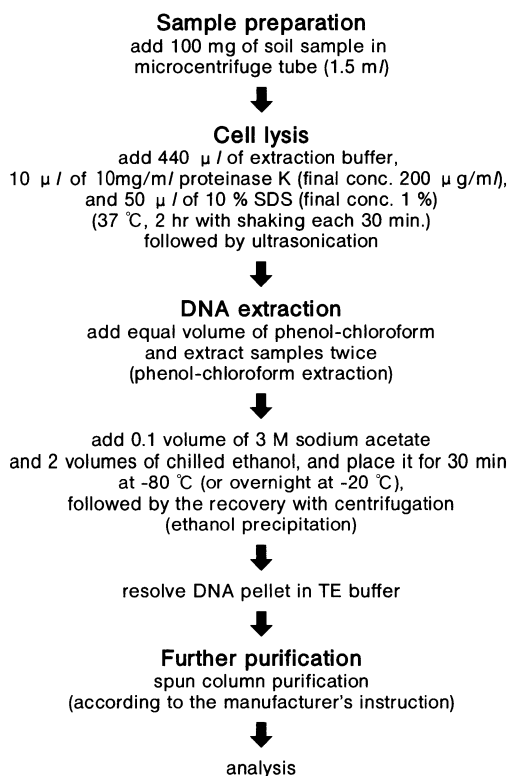 Sample preparation
add 100 mg of soil sample in
microcentrifuge tube (1.5 ml)
Cell lysis
add 440 μl of extraction buffer,
10 μl of 10mg/ml proteinase K (final conc. 200 μg/ml),
and 50 μl of 10 % SDS (final conc. 1 %)
(37 ℃, 2 hr with shaking each 30 min.)
followed by ultrasonication
DNA extraction
add equal volume of phenol-chloroform
and extract samples twice
(phenol-chloroform extraction)
add 0.1 volume of 3 M sodium acetate
and 2 volumes of chilled ethanol, and place it for 30 min
at -80 ℃ (or overnight at -20 ℃),
followed by the recovery with centrifugation
(ethanol precipitation)
resolve DNA pellet in TE buffer
Further purification
spun column purification
(according to the manufacturer's instruction)
analysis